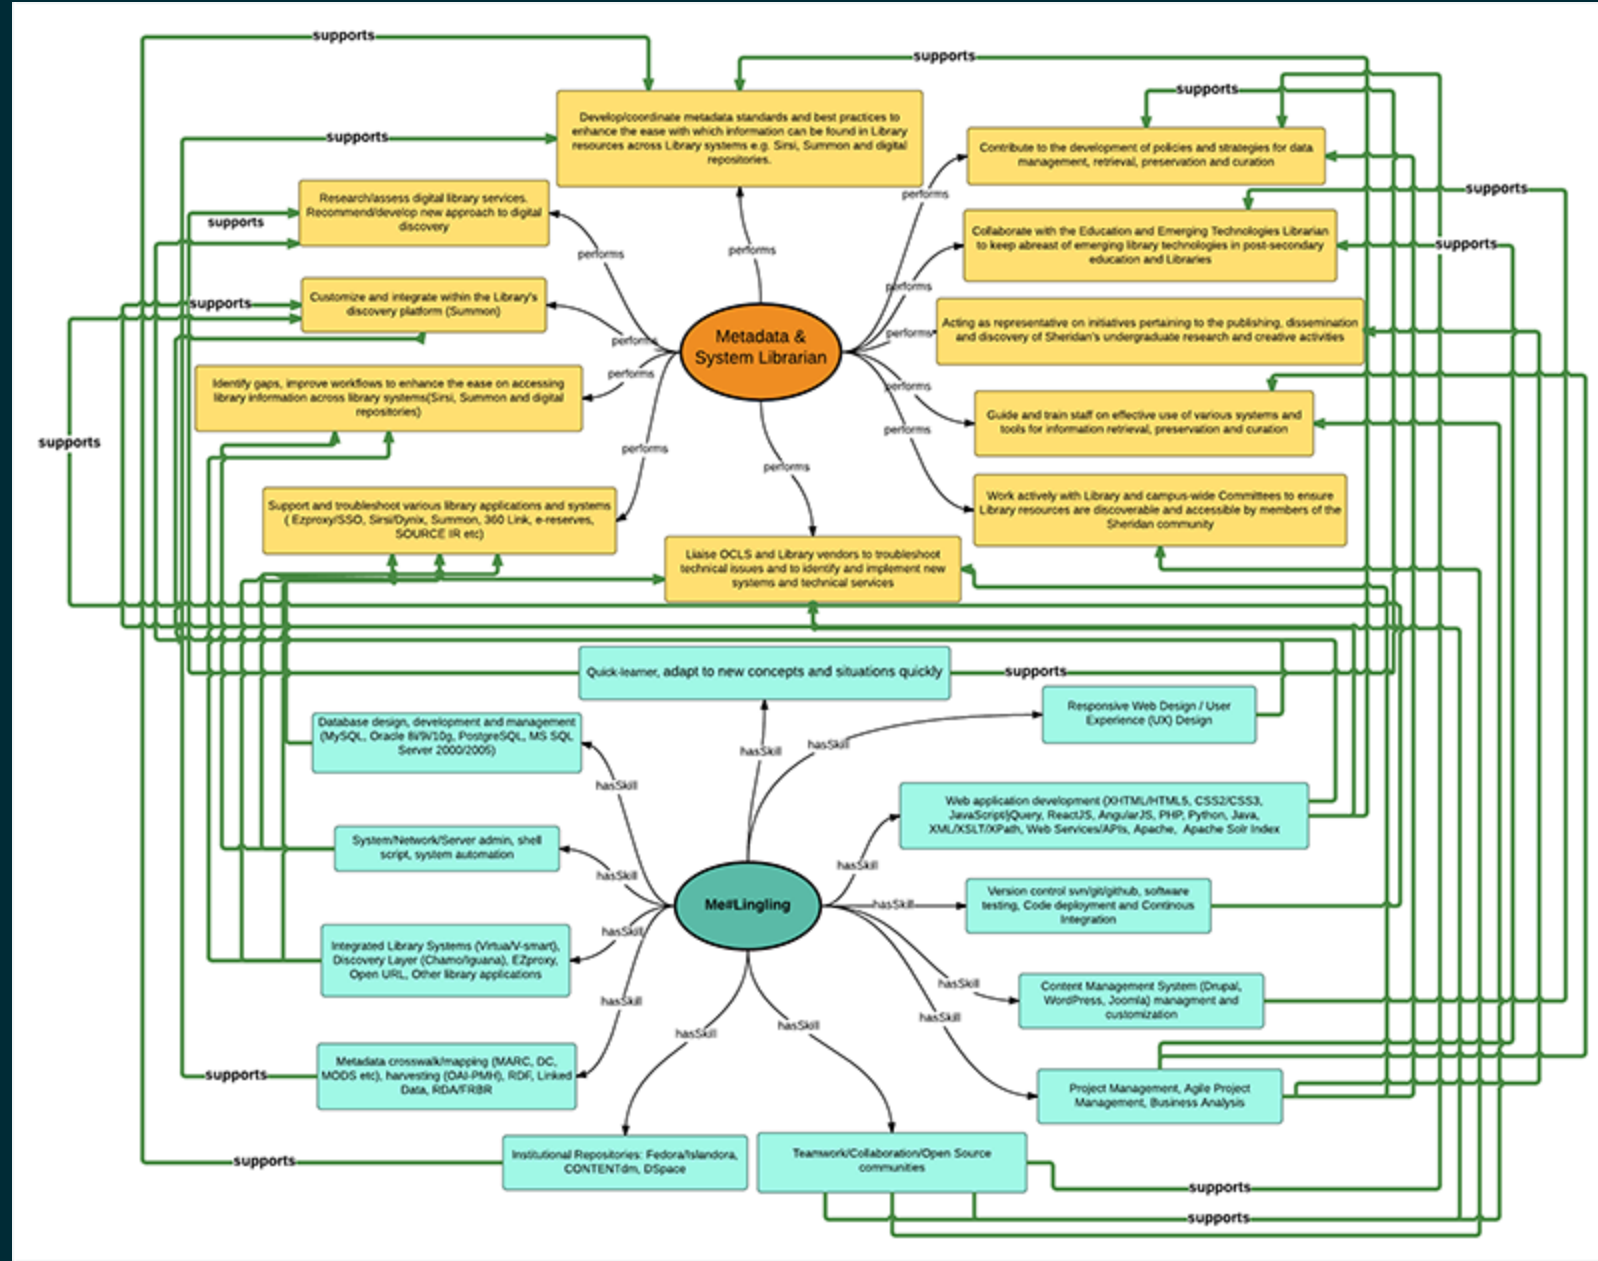 supports
supports
supports
Develop/coordinate metadata standards and best practices to
enhance the ease with which information can be found in Library
resources across Library systems e.g. Sirsi, Summon and digital
repositories.
supports
Contribute to the development of policies and strategies for data
management, retrieval, preservation and curation
supports
Research/assess digital library services.
Recommend/develop new approach to digital
discovery
supports
performs
performs
performs
Collaborate with the Education and Emerging Technologies Librarian
to keep abreast of emerging library technologies in post-secondary
education and Libraries
supports
performs
Customize and integrate within the Library's
discovery platform (Summon)
supports
Acting as representative on initiatives pertaining to the publishing, dissemination
and discovery of Sheridan's undergraduate research and creative activities
performs
performs
Metadata &
System Librarian
performs
performs
Identify gaps, improve workflows to enhance the ease on accessing
library information across library systems(Sirsi, Summon and digital
repositories)
Guide and train staff on effective use of various systems and
tools for information retrieval, preservation and curation
supports
performs
performs
performs
Support and troubleshoot various library applications and systems
( Ezproxy/SSO, Sirsi/Dynix, Summon, 360 Link, e-reserves,
SOURCE IR etc)
Work actively with Library and campus-wide Committees to ensure
Library resources are discoverable and accessible by members of the
Sheridan community
Liaise OCLS and Library vendors to troubleshoot
technical issues and to identify and implement new
systems and technical services
Quick-learner, adapt to new concepts and situations quickly
supports
Responsive Web Design / User
Experience (UX) Design
Database design, development and management
(MySQL, Oracle 8i/9i/10g, PostgreSQL, MS SQL
Server 2000/2005)
hasSkill
hasSkill
hasSkill
Web application development (XHTML/HTML5, CSS2/CSS3,
JavaScript/jQuery, ReactJS, AngularJS, PHP, Python, Java,
XML/XSLT/XPath, Web Services/APIs, Apache, Apache Solr Index
System/Network/Server admin, shell
script, system automation
hasSkill
hasSkill
Me#Lingling
hasSkill
Version control svn/git/github, software
testing, Code deployment and Continous
Integration
hasSkill
Integrated Library Systems (Virtua/V-smart),
Discovery Layer (Chamo/Iguana), EZproxy,
Open URL, Other library applications
hasSkill
hasSkill
hasSkill
hasSkill
hasSkill
Content Management System (Drupal,
WordPress, Joomla) managment and
customization
Metadata crosswalk/mapping (MARC, DC,
MODS etc), harvesting (OAI-PMH), RDF, Linked
Data, RDA/FRBR
supports
Project Management, Agile Project
Management, Business Analysis
Institutional Repositories: Fedora/Islandora,
CONTENTdm, DSpace
supports
Teamwork/Collaboration/Open Source
communities
supports
supports